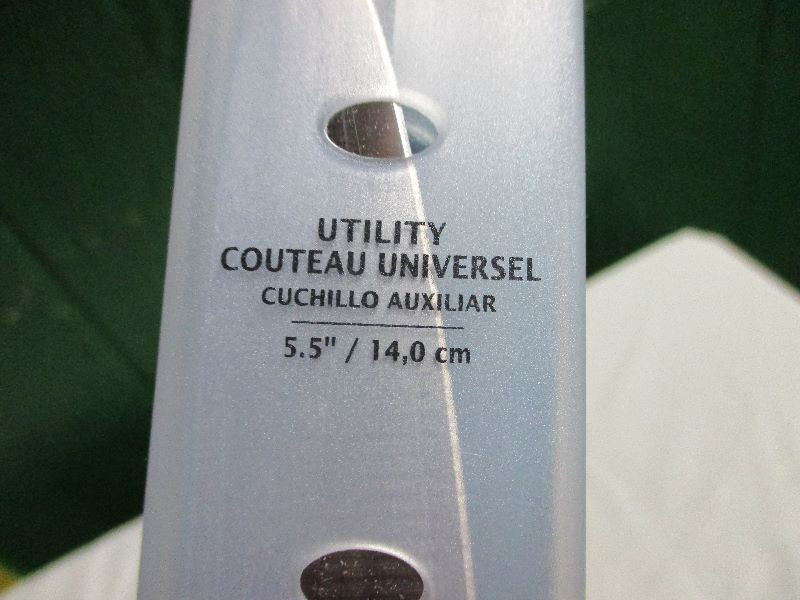 UTILITY
COUTEAU UNIVERSEL
CUCHILLO AUXILIAR
5.5" / 14,0 cm